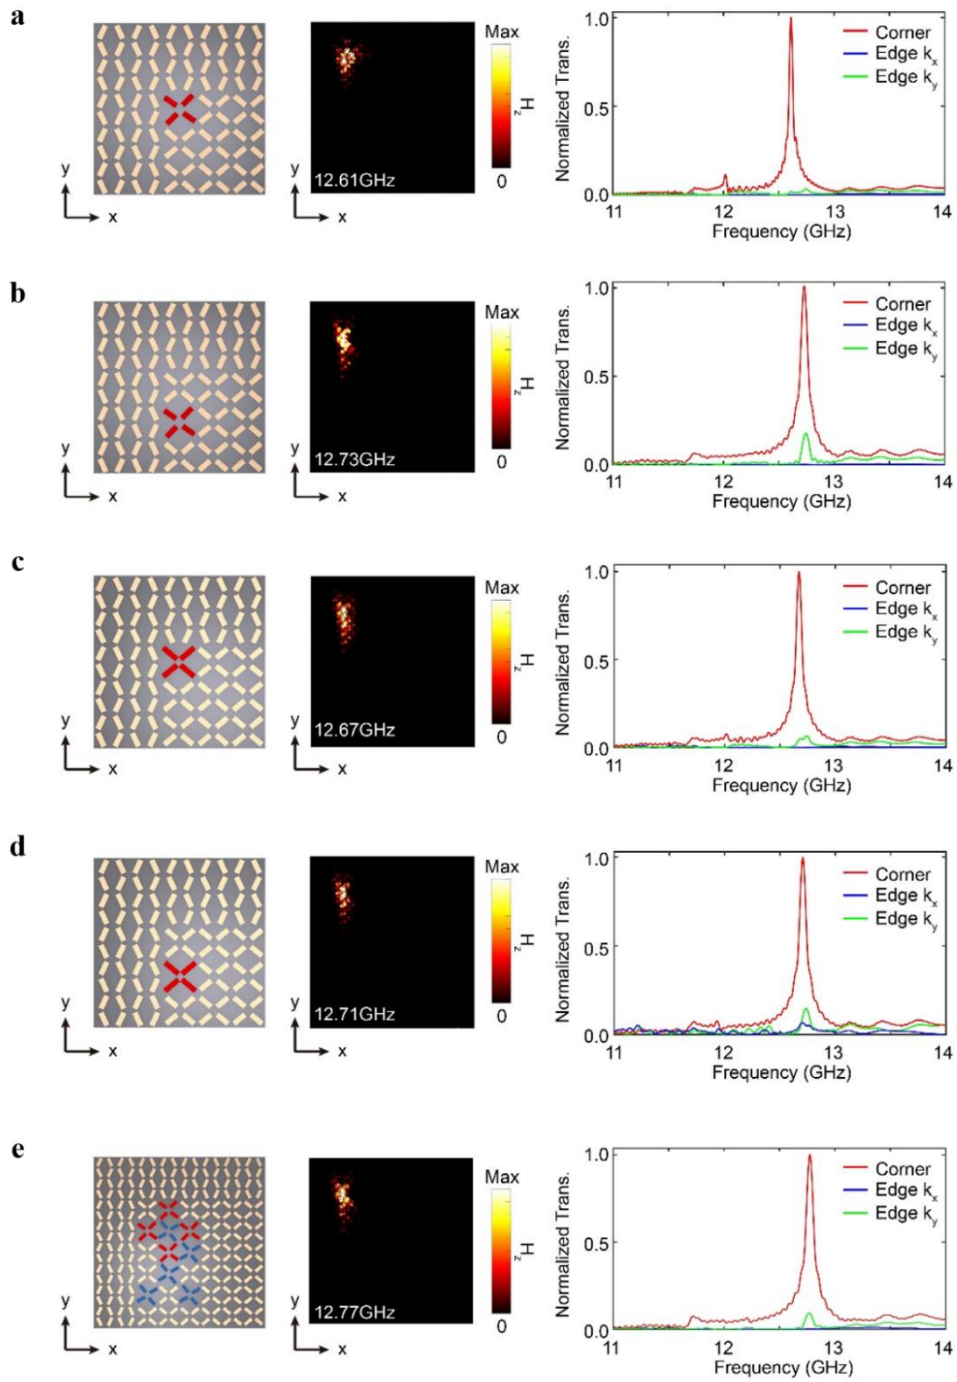 a
y
x
12.61GHz
Max
Hz
0
Normalized Trans.
1.0
0.5
0.0
11
12
13
14
Frequency (GHz)
Corner
Edge kx
Edge ky
b
y
x
12.73GHz
Max
Hz
0
Normalized Trans.
1.0
0.5
0.0
11
12
13
14
Frequency (GHz)
Corner
Edge kx
Edge ky
c
y
x
12.67GHz
Max
Hz
0
Normalized Trans.
1.0
0.5
0.0
11
12
13
14
Frequency (GHz)
Corner
Edge kx
Edge ky
d
y
x
12.71GHz
Max
Hz
0
Normalized Trans.
1.0
0.5
0.0
11
12
13
14
Frequency (GHz)
Corner
Edge kx
Edge ky
e
y
x
12.77GHz
Max
Hz
0
Normalized Trans.
1.0
0.5
0.0
11
12
13
14
Frequency (GHz)
Corner
Edge kx
Edge ky